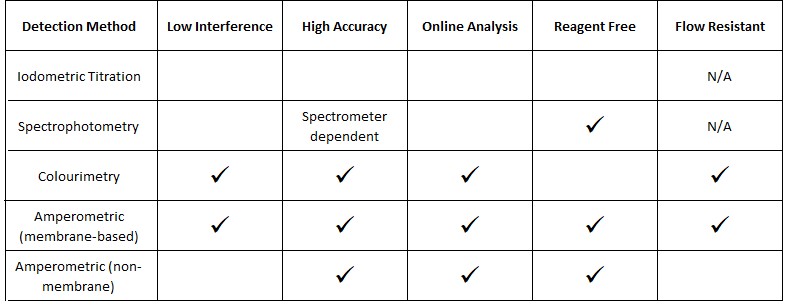 Detection Method Low Interference High Accuracy Online Analysis Reagent Free Flow Resistant
Iodometric Titration N/A
Spectrophotometry Spectrometer dependent ✓ N/A
Colourimetry ✓ ✓ ✓ ✓
Amperometric (membrane-based) ✓ ✓ ✓ ✓ ✓
Amperometric (non-membrane) ✓ ✓ ✓